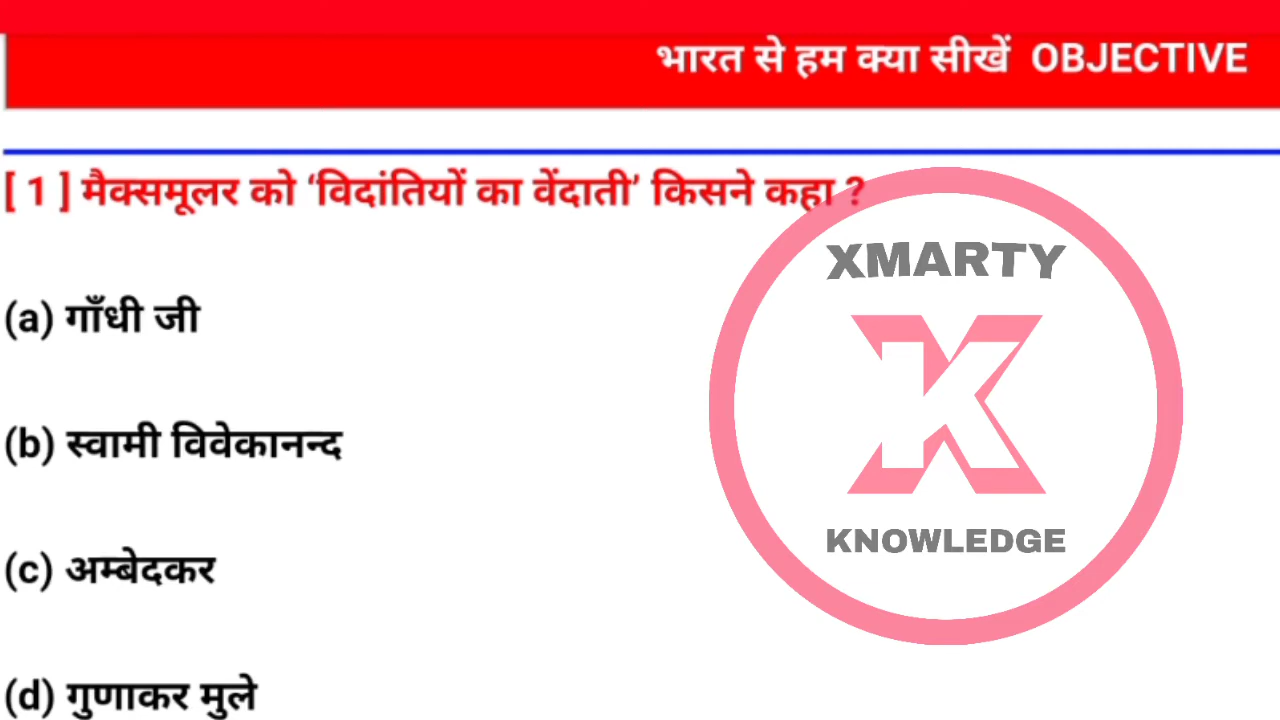 भारत से हम क्या सीखें OBJECTIVE
[ 1 ] मैक्समूलर को ‘विदांतियों का वेंदाती’ किसने कहा ?
XMARTY
(a) गाँधी जी
(b) स्वामी विवेकानन्द
KNOWLEDGE
(c) अम्बेदकर
(d) गुणाकर मुले